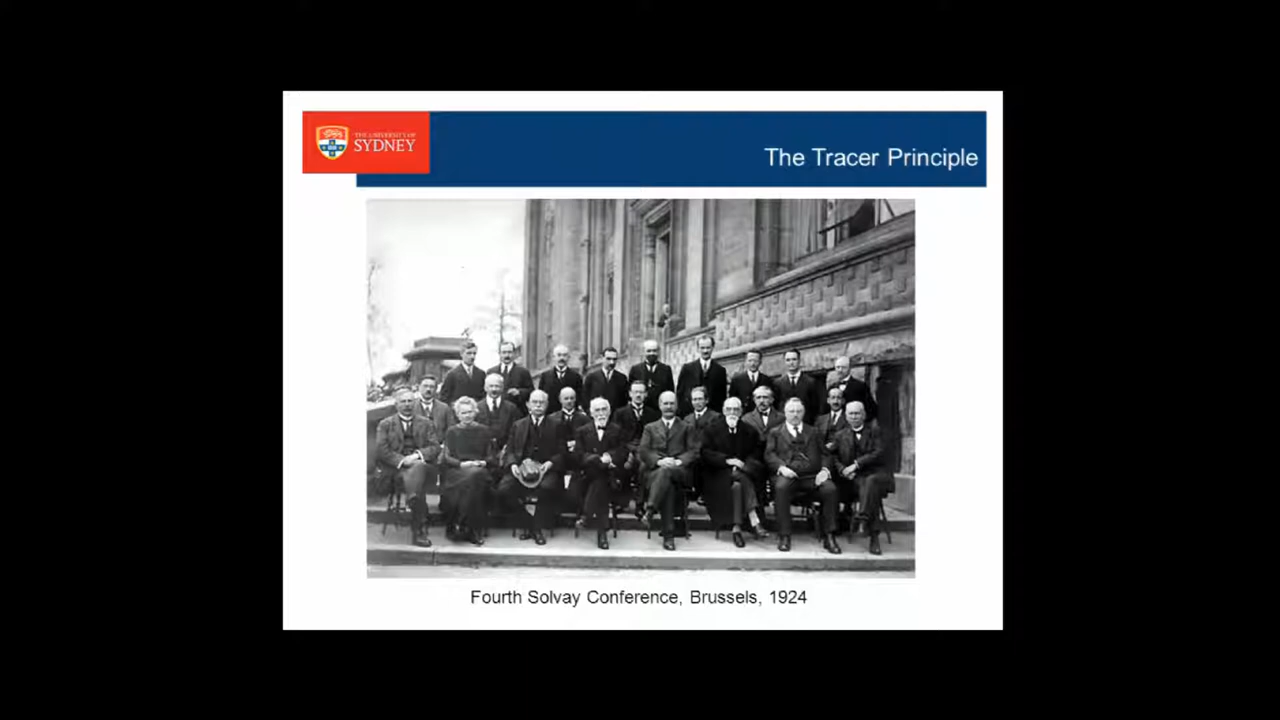 THE UNIVERSITY OF
SYDNEY
The Tracer Principle
Fourth Solvay Conference, Brussels, 1924